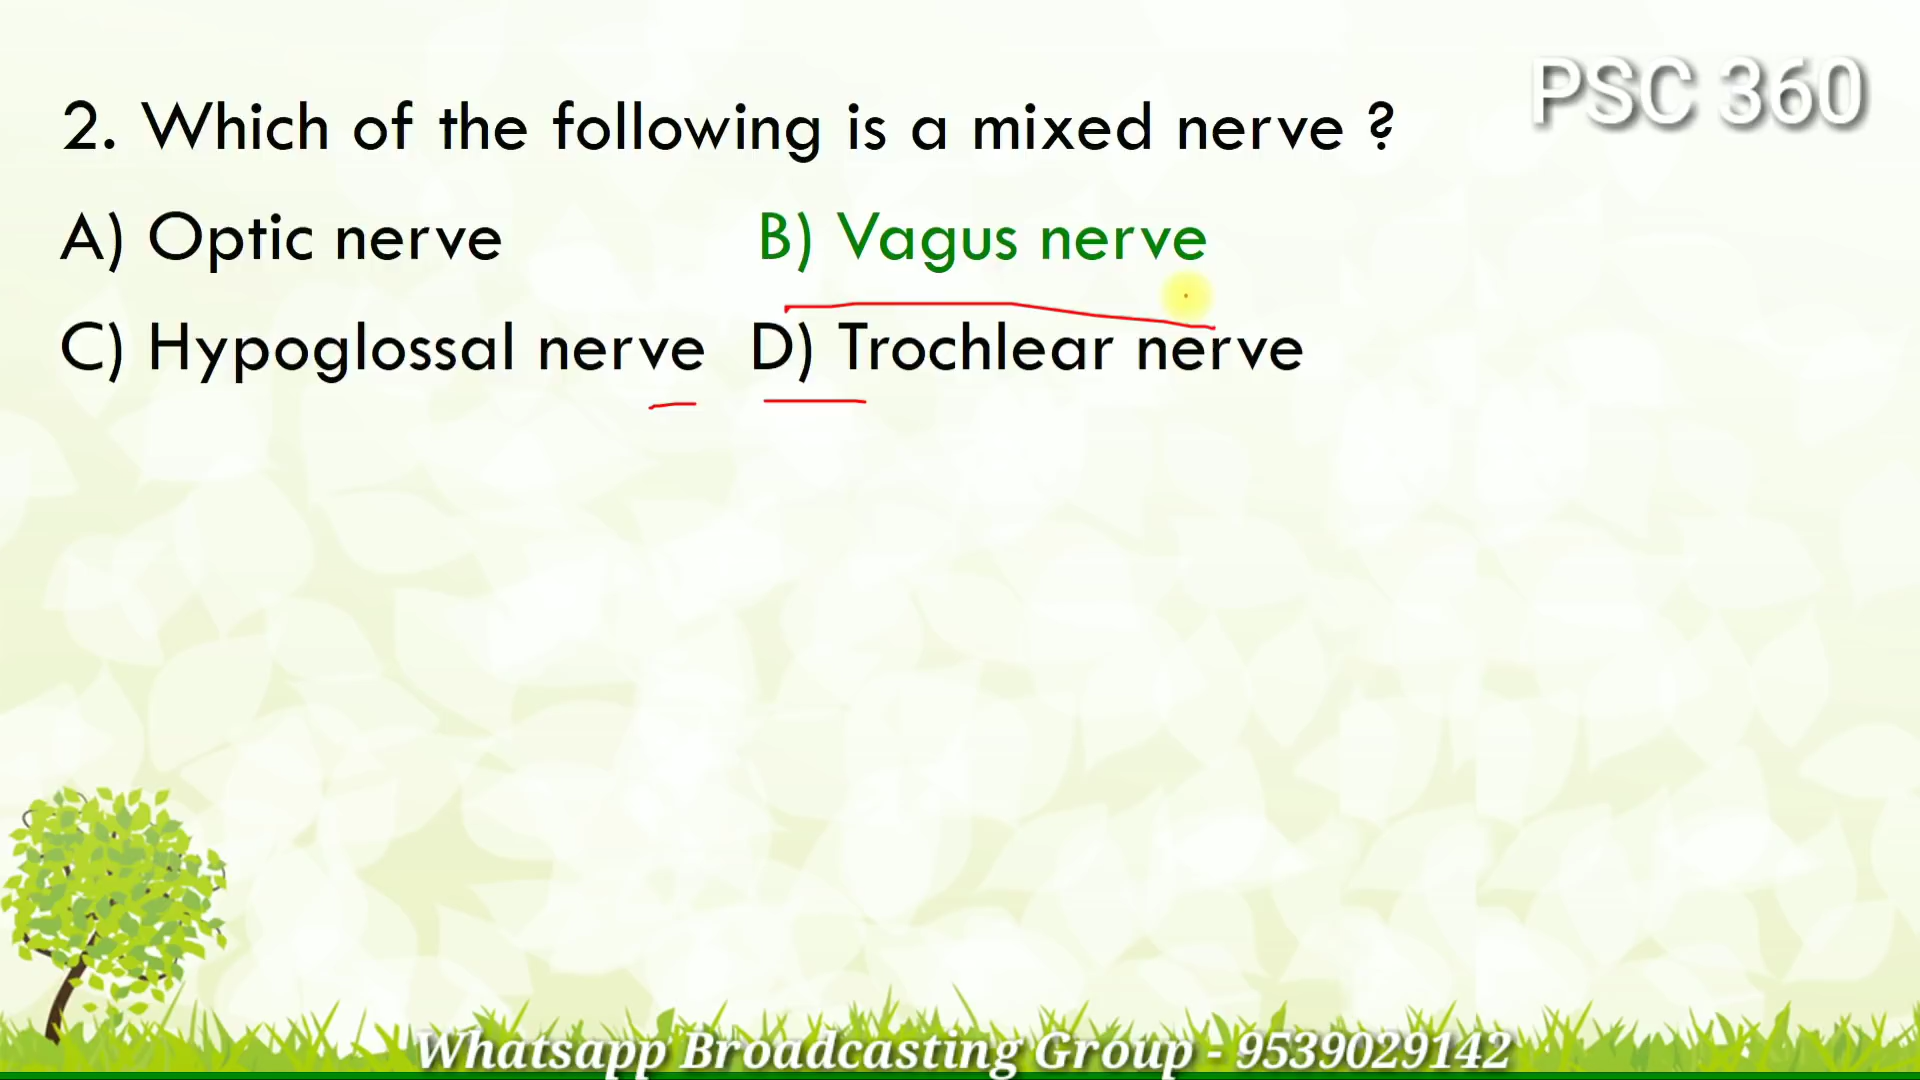 PSC 360
2. Which of the following is a mixed nerve ?
A) Optic nerve B) Vagus nerve
C) Hypoglossal nerve D) Trochlear nerve
Whatsapp Broadcasting Group - 9539029142